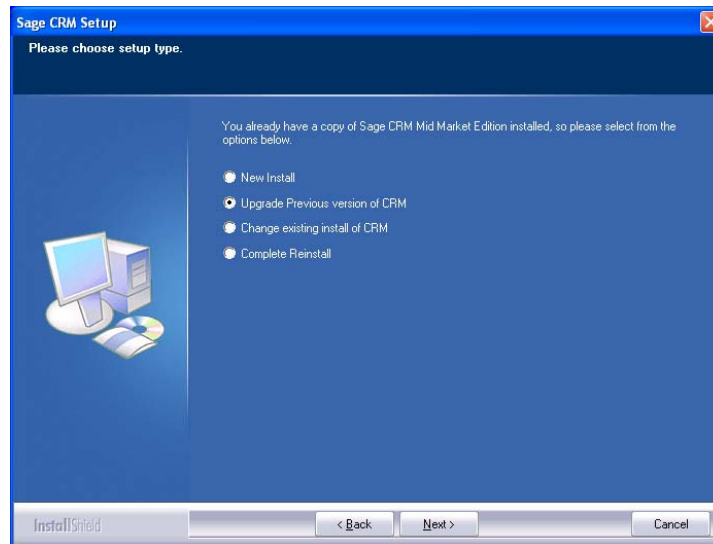 Sage CRM Setup
Please choose setup type.
You already have a copy of Sage CRM Mid Market Edition installed, so please select from the
options below.
New Install
Upgrade Previous version of CRM
Change existing install of CRM
Complete Reinstall
InstallShield
< Back
Next >
Cancel